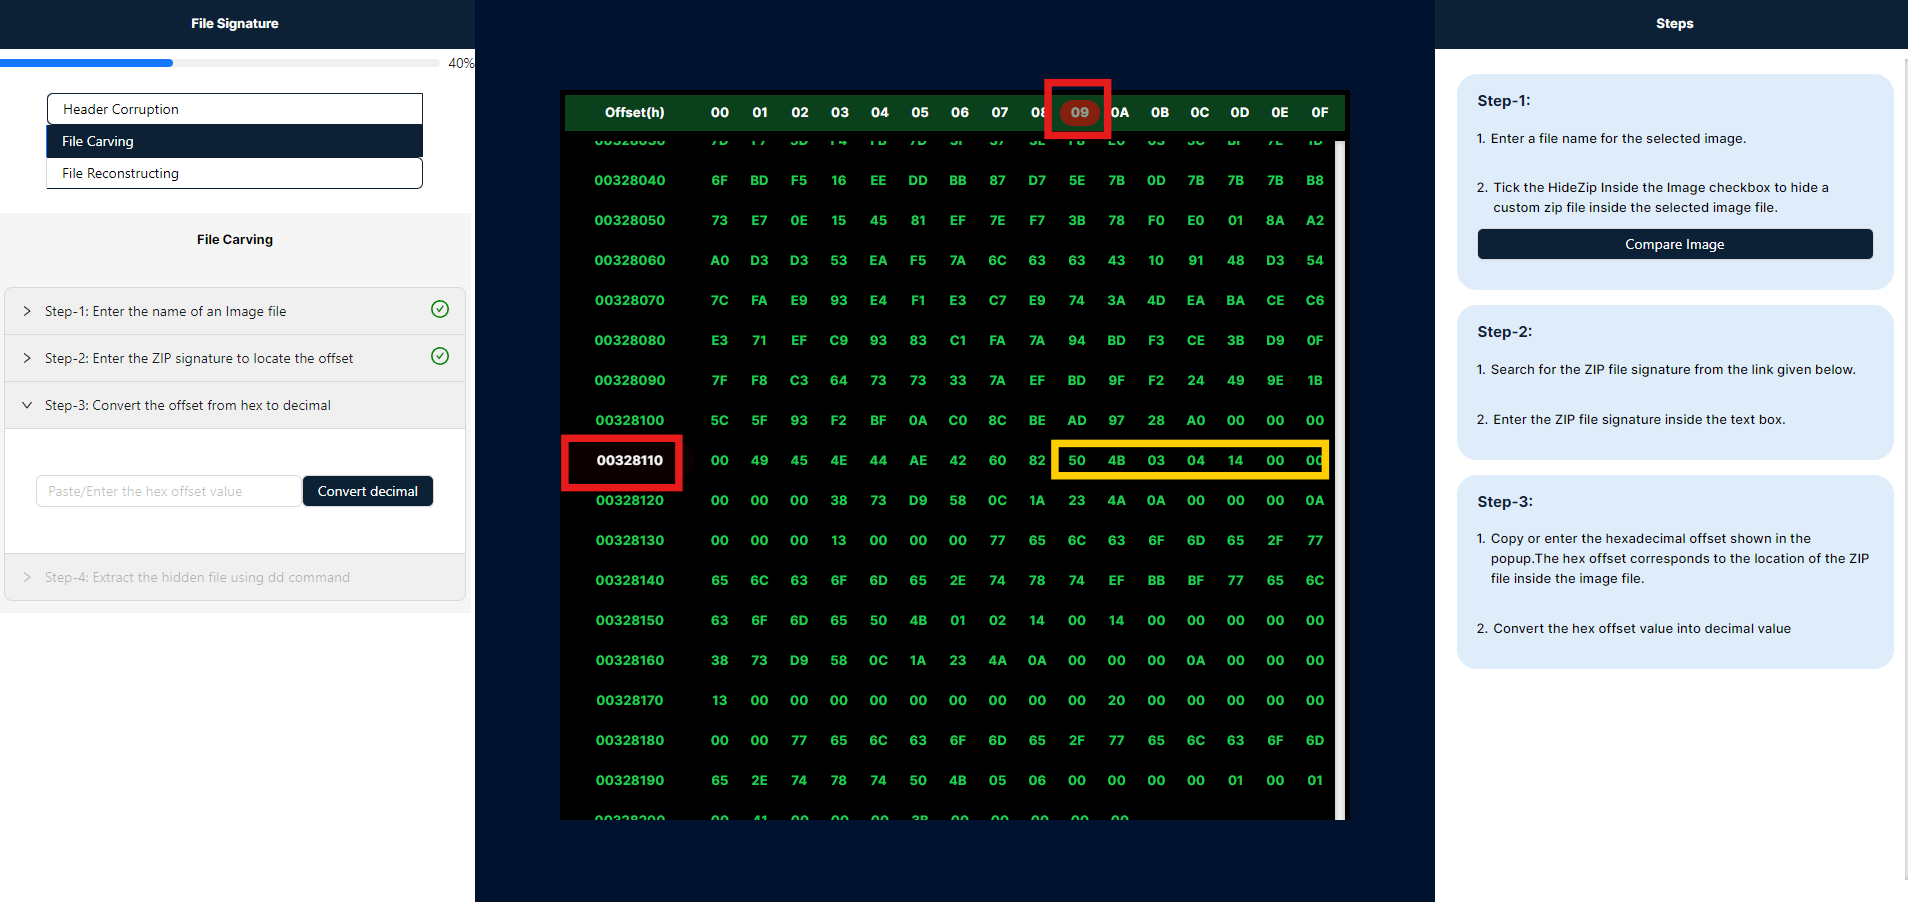 File Signature
40%
Header Corruption
File Carving
File Reconstructing
File Carving
Step-1: Enter the name of an Image file
Step-2: Enter the ZIP signature to locate the offset
Step-3: Convert the offset from hex to decimal
Paste/Enter the hex offset value
Convert decimal
Step-4: Extract the hidden file using dd command
Offset(h) 00 01 02 03 04 05 06 07 08 09 0A 0B 0C 0D 0E 0F
00328040 6F BD F5 16 EE DD BB 87 D7 5E 7B 0D 7B 7B 7B B8
00328050 73 E7 0E 15 45 81 EF 7E F7 3B 78 F0 E0 01 8A A2
00328060 A0 D3 D3 53 EA F5 7A 6C 63 63 43 10 91 48 D3 54
00328070 7C FA E9 93 E4 F1 E3 C7 E9 74 3A 4D EA BA CE C6
00328080 E3 71 EF C9 93 83 C1 FA 7A 94 BD F3 CE 3B D9 0F
00328090 7F F8 C3 64 73 73 33 7A EF BD 9F F2 24 49 9E 1B
00328100 5C 5F 93 F2 BF 0A C0 8C BE AD 97 28 A0 00 00 00
00328110 00 49 45 4E 44 AE 42 60 82 50 4B 03 04 14 00 00
00328120 00 00 00 38 73 D9 58 0C 1A 23 4A 0A 00 00 00 0A
00328130 00 00 00 13 00 00 00 77 65 6C 63 6F 6D 65 2F 77
00328140 65 6C 63 6F 6D 65 2E 74 78 74 EF BB BF 77 65 6C
00328150 63 6F 6D 65 50 4B 01 02 14 00 14 00 00 00 00 00
00328160 38 73 D9 58 0C 1A 23 4A 0A 00 00 00 0A 00 00 00
00328170 13 00 00 00 00 00 00 00 00 00 20 00 00 00 00 00
00328180 00 00 77 65 6C 63 6F 6D 65 2F 77 65 6C 63 6F 6D
00328190 65 2E 74 78 74 50 4B 05 06 00 00 00 00 01 00 01
Steps
Step-1:
1. Enter a file name for the selected image.
2. Tick the HideZip Inside the Image checkbox to hide a
custom zip file inside the selected image file.
Compare Image
Step-2:
1. Search for the ZIP file signature from the link given below.
2. Enter the ZIP file signature inside the text box.
Step-3:
1. Copy or enter the hexadecimal offset shown in the
popup.The hex offset corresponds to the location of the ZIP
file inside the image file.
2. Convert the hex offset value into decimal value